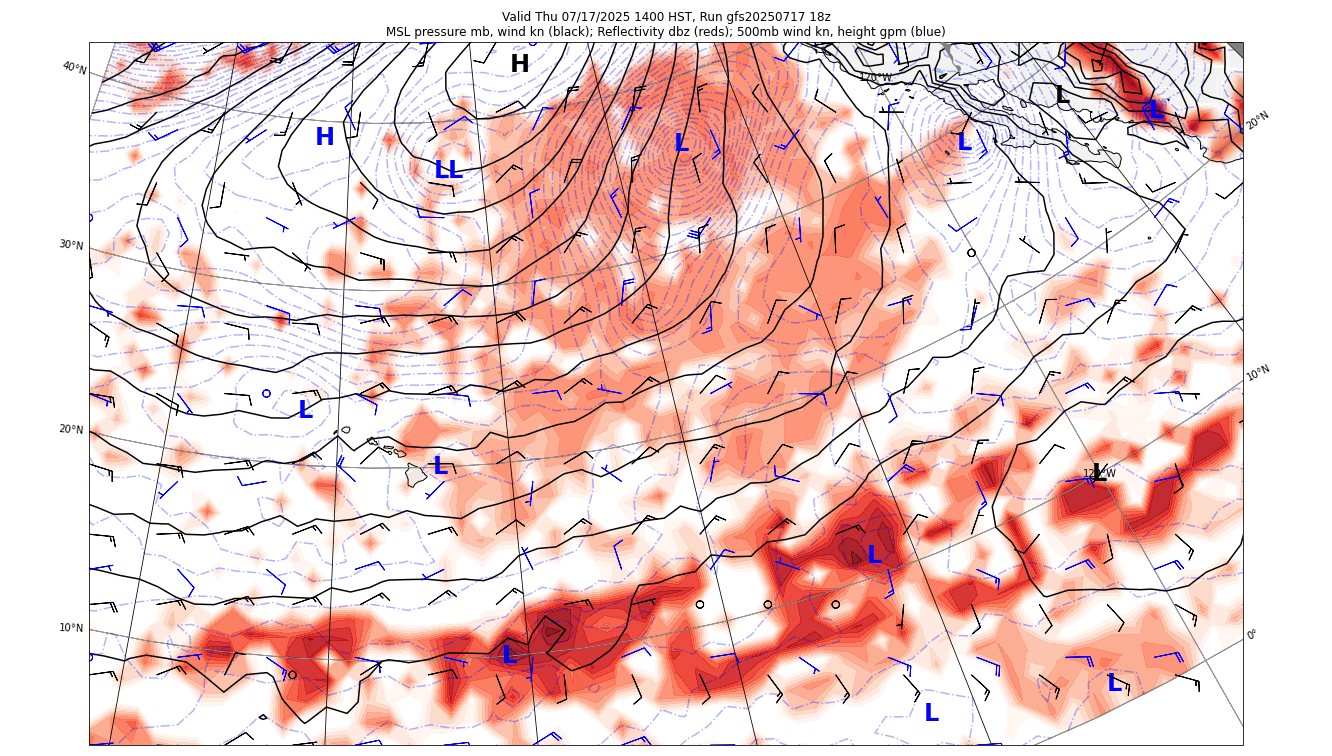 Valid Thu 07/17/2025 1400 HST, Run gfs20250717 18z
MSL pressure mb, wind kn (black); Reflectivity dbz (reds); 500mb wind kn, height gpm (blue)
H
40°N
120°W
L
L
20°N
H
L
L
LL
30°N
10°N
L
20°N
L
L
120°W
L
10°N
0°
L
L
L